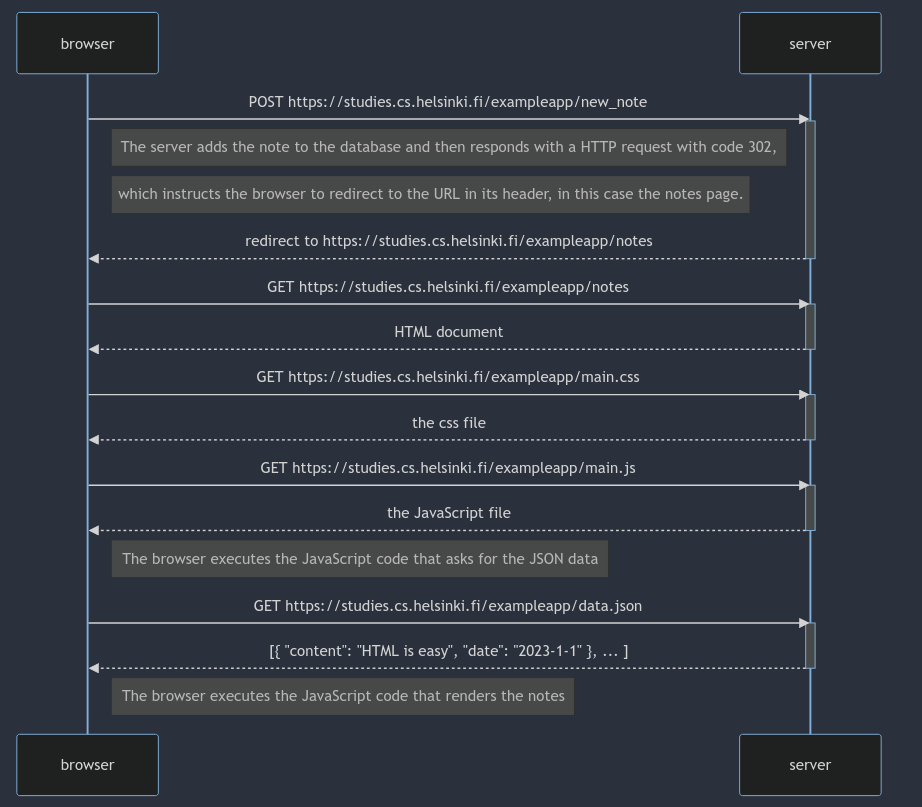 browser
server
POST https://studies.cs.helsinki.fi/exampleapp/new_note
The server adds the note to the database and then responds with a HTTP request with code 302,
which instructs the browser to redirect to the URL in its header, in this case the notes page.
redirect to https://studies.cs.helsinki.fi/exampleapp/notes
GET https://studies.cs.helsinki.fi/exampleapp/notes
HTML document
GET https://studies.cs.helsinki.fi/exampleapp/main.css
the css file
GET https://studies.cs.helsinki.fi/exampleapp/main.js
the JavaScript file
The browser executes the JavaScript code that asks for the JSON data
GET https://studies.cs.helsinki.fi/exampleapp/data.json
[{ "content": "HTML is easy", "date": "2023-1-1" }, ... ]
The browser executes the JavaScript code that renders the notes
browser
server